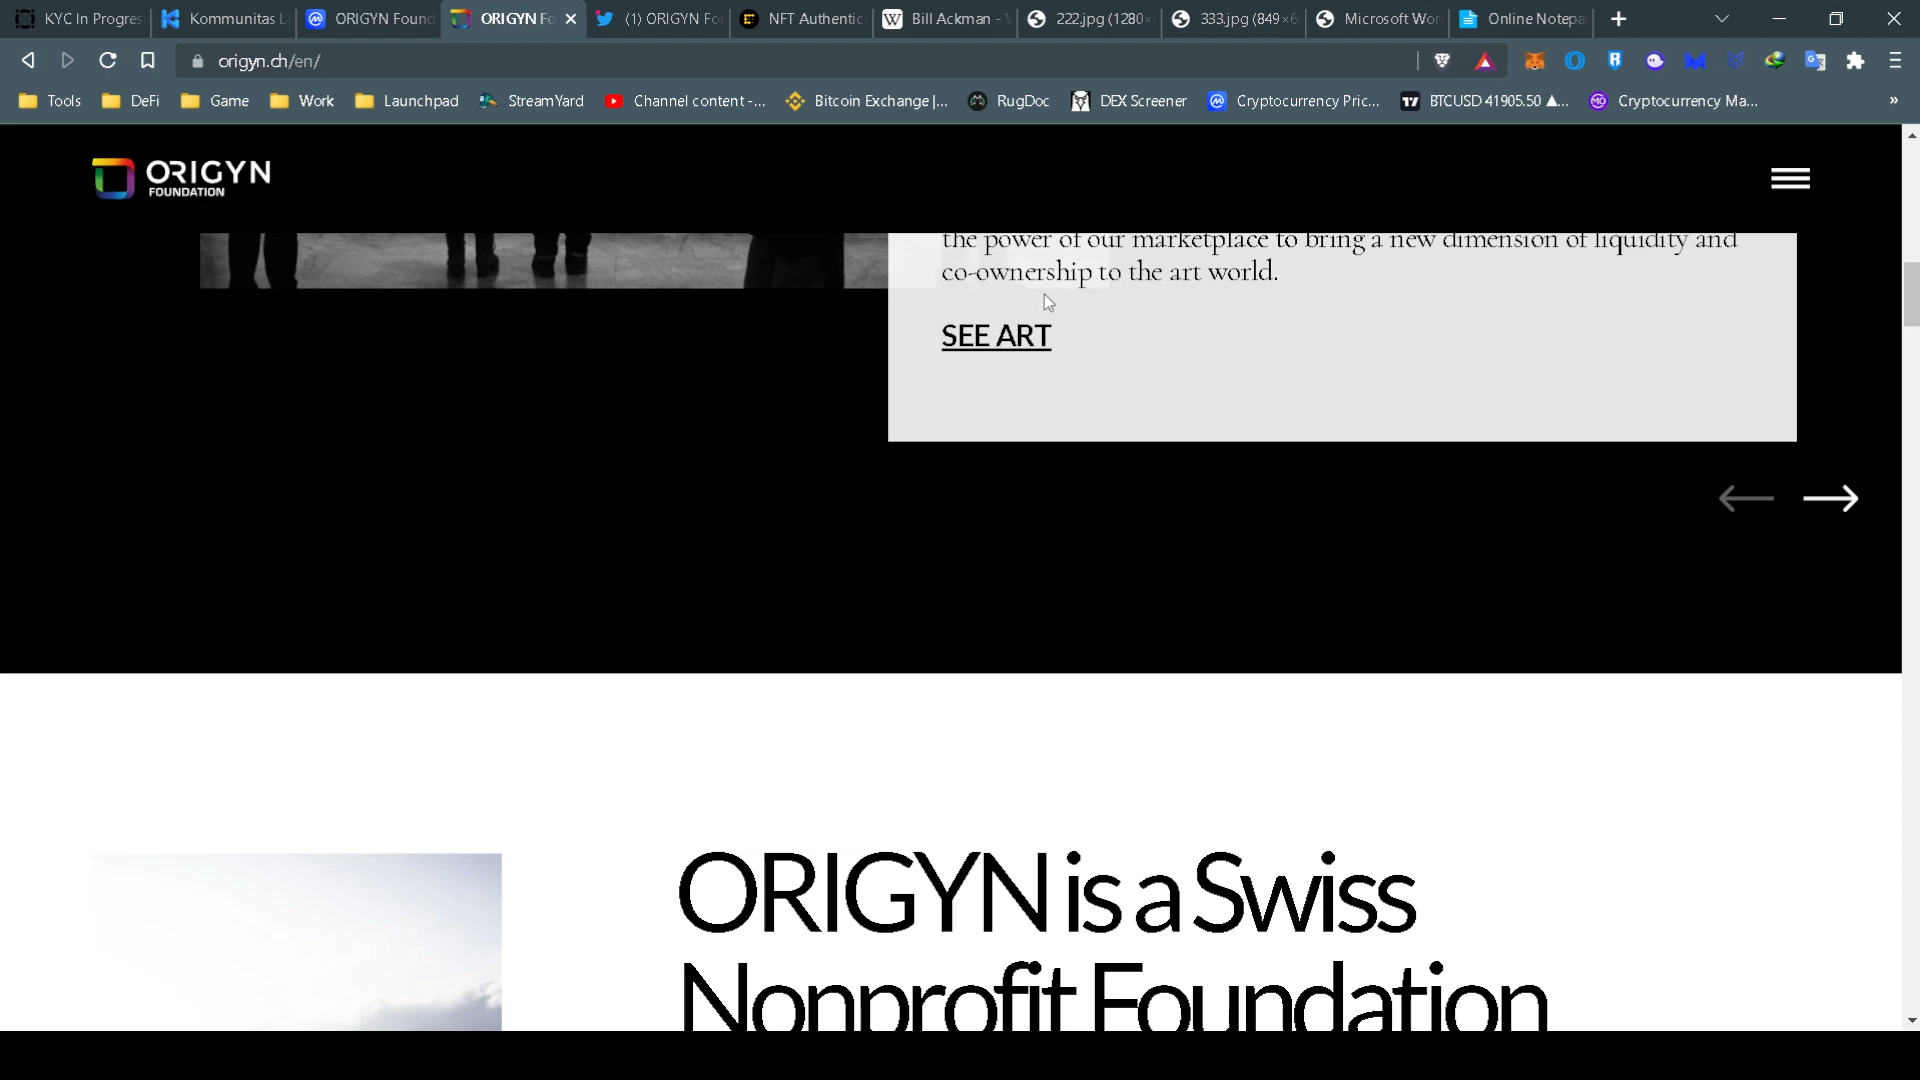 KYC In Progres
Kommunitas L
ORIGYN Found
ORIGYN Fo
(1) ORIGYN Fo
NFT Authentic
Bill Ackman -
222.jpg (1280×
333.jpg (849×6
Microsoft Wor
Online Notepa
origyn.ch/en/
Tools
DeFi
Game
Work
Launchpad
StreamYard
Channel content -...
Bitcoin Exchange |...
RugDoc
DEX Screener
Cryptocurrency Pric...
BTCUSD 41905.50 ▲...
Cryptocurrency Ma...
ORIGYN
FOUNDATION
the power of our marketplace to bring a new dimension of liquidity and
co-ownership to the art world.
SEE ART
ORIGYN is a Swiss
Nonprofit Foundation